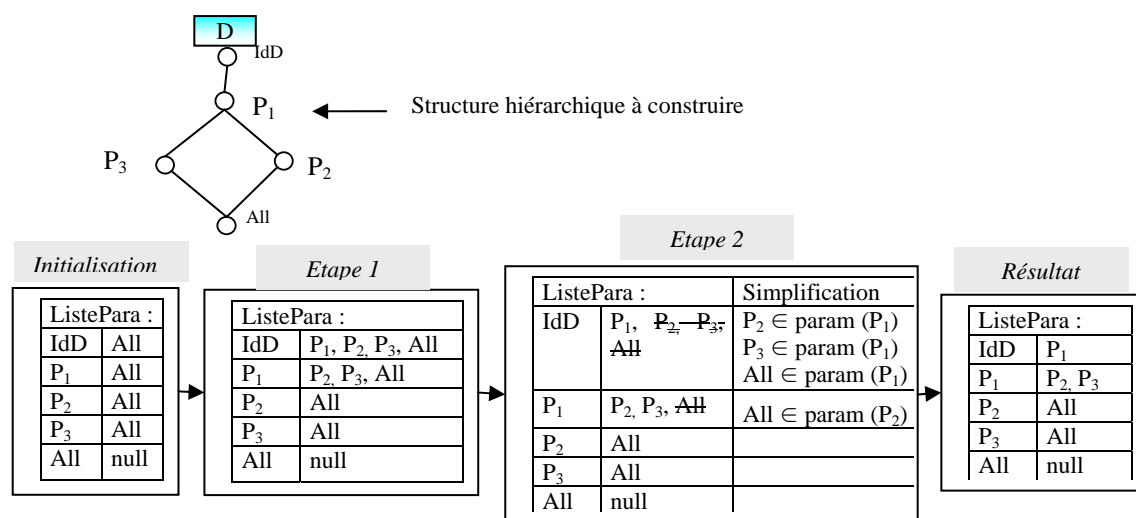 D
IdD
P1
Structure hiérarchique à construire
P3
P2
All
Initialisation
ListePara :
IdD All
P1 All
P2 All
P3 All
All null
Etape 1
ListePara :
IdD P1, P2, P3, All
P1 P2, P3, All
P2 All
P3 All
All null
Etape 2
ListePara : Simplification
IdD P1, P2, P3, P2 ∈ param (P1)
All P3 ∈ param (P1)
All ∈ param (P1)
P1 P2, P3, All All ∈ param (P2)
P2 All
P3 All
All null
Résultat
ListePara :
IdD P1
P1 P2, P3
P2 All
P3 All
All null